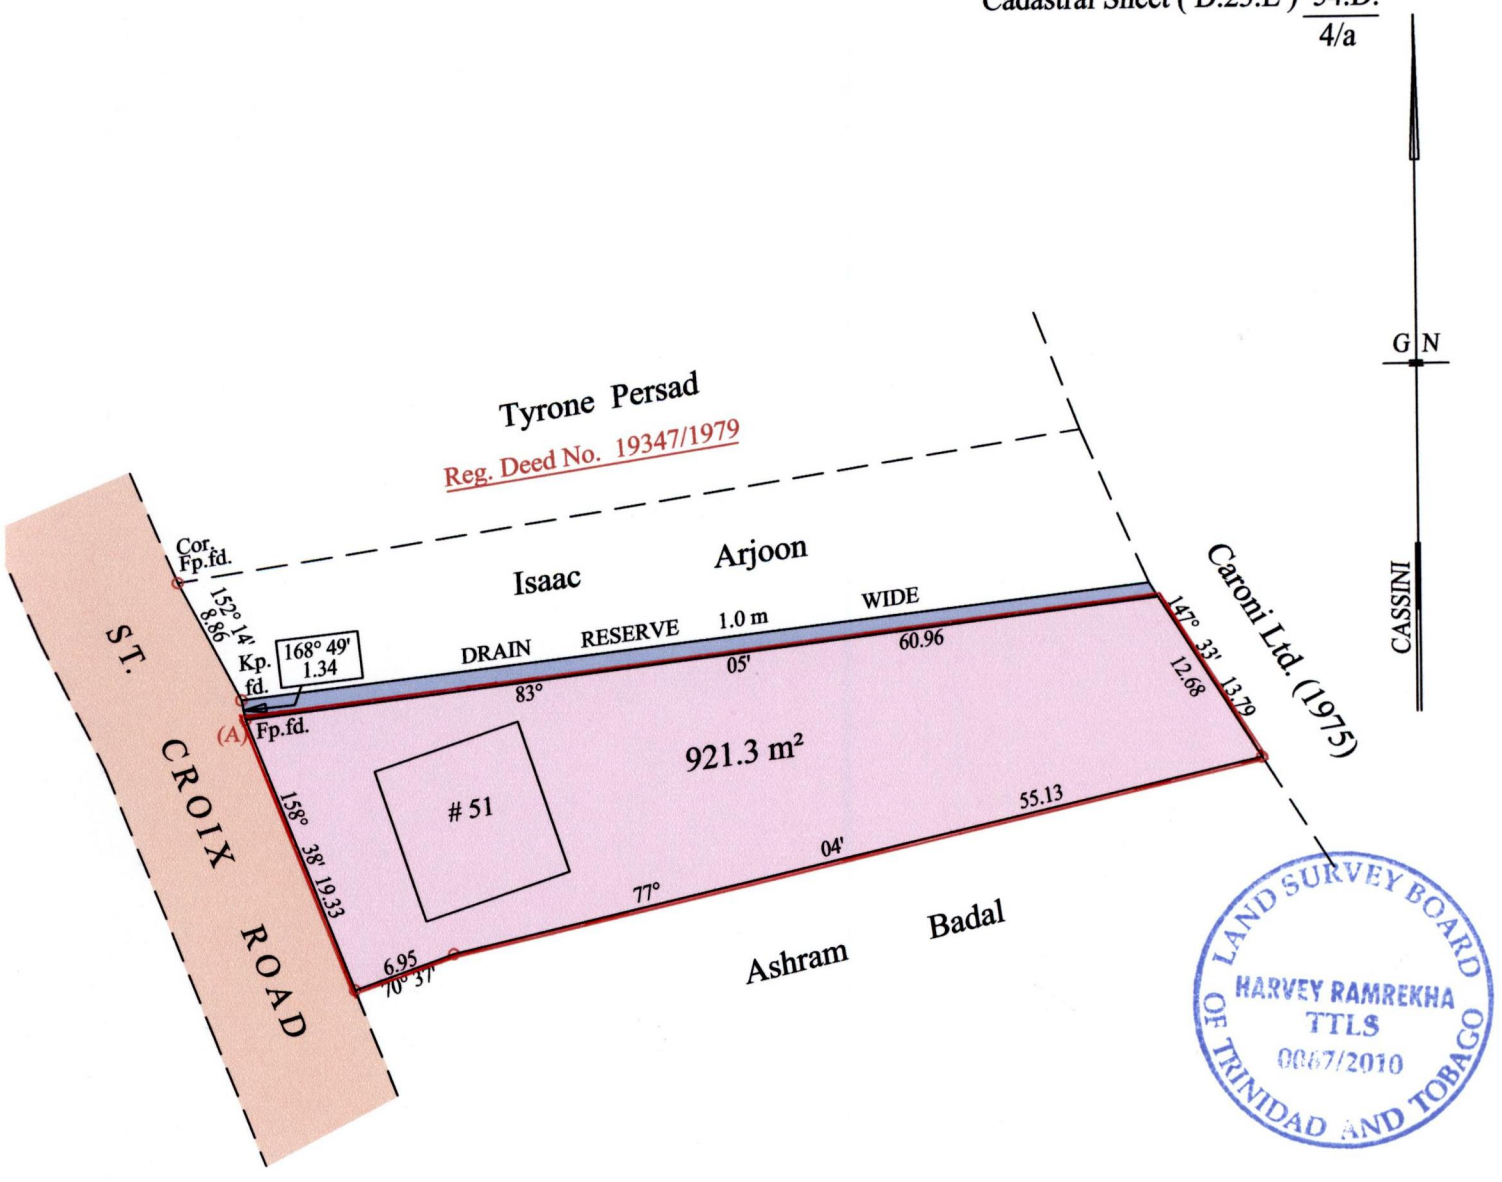 Cadastral Sheet ( D.25.E ) 54.D.
4/a
G N
CASSINI
Tyrone Persad
Reg. Deed No. 19347/1979
Cor.
Fp.fd.
152° 14'
8.86
Isaac Arjoon
Kp.
fd.
168° 49'
1.34
DRAIN RESERVE 1.0 m WIDE
83° 05' 60.96
(A) Fp.fd.
147° 33' 13.79
12.68
Caroni Ltd. (1975)
921.3 m²
# 51
158° 38' 19.33
77° 04' 55.13
6.95
70° 37'
Ashram Badal
ST. CROIX ROAD
LAND SURVEY BOARD
HARVEY RAMREKHA
TTLS
0067/2010
OF TRINIDAD AND TOBAGO